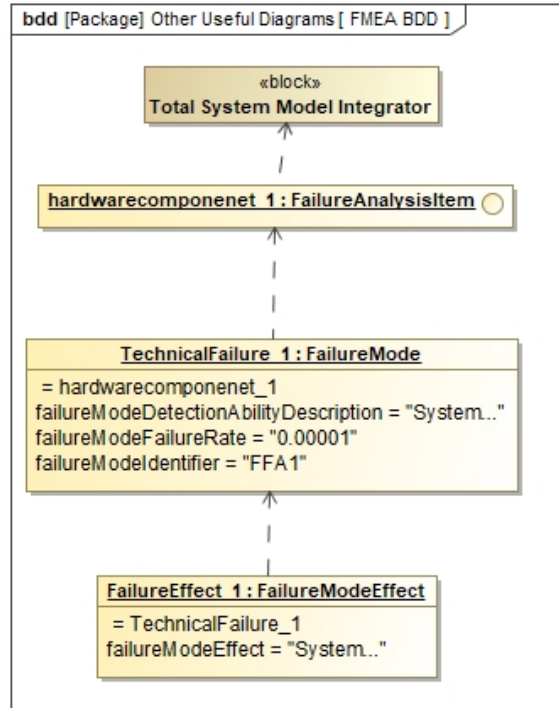 bdd [Package] Other Useful Diagrams [ FMEA BDD ]
«block»
Total System Model Integrator
hardwarecomponenet_1 : FailureAnalysisItem
TechnicalFailure_1 : FailureMode
= hardwarecomponenet_1
failureModeDetectionAbilityDescription = "System..."
failureModeFailureRate = "0.00001"
failureModeIdentifier = "FFA1"
FailureEffect_1 : FailureModeEffect
= TechnicalFailure_1
failureModeEffect = "System..."